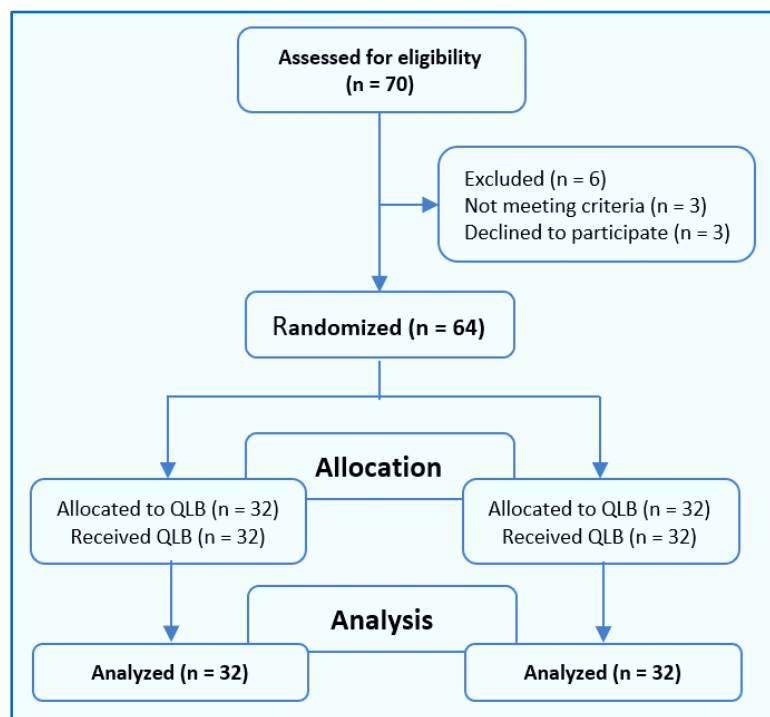 Assessed for eligibility
(n = 70)
Excluded (n = 6)
Not meeting criteria (n = 3)
Declined to participate (n = 3)
Randomized (n = 64)
Allocation
Allocated to QLB (n = 32)
Received QLB (n = 32)
Allocated to QLB (n = 32)
Received QLB (n = 32)
Analysis
Analyzed (n = 32)
Analyzed (n = 32)